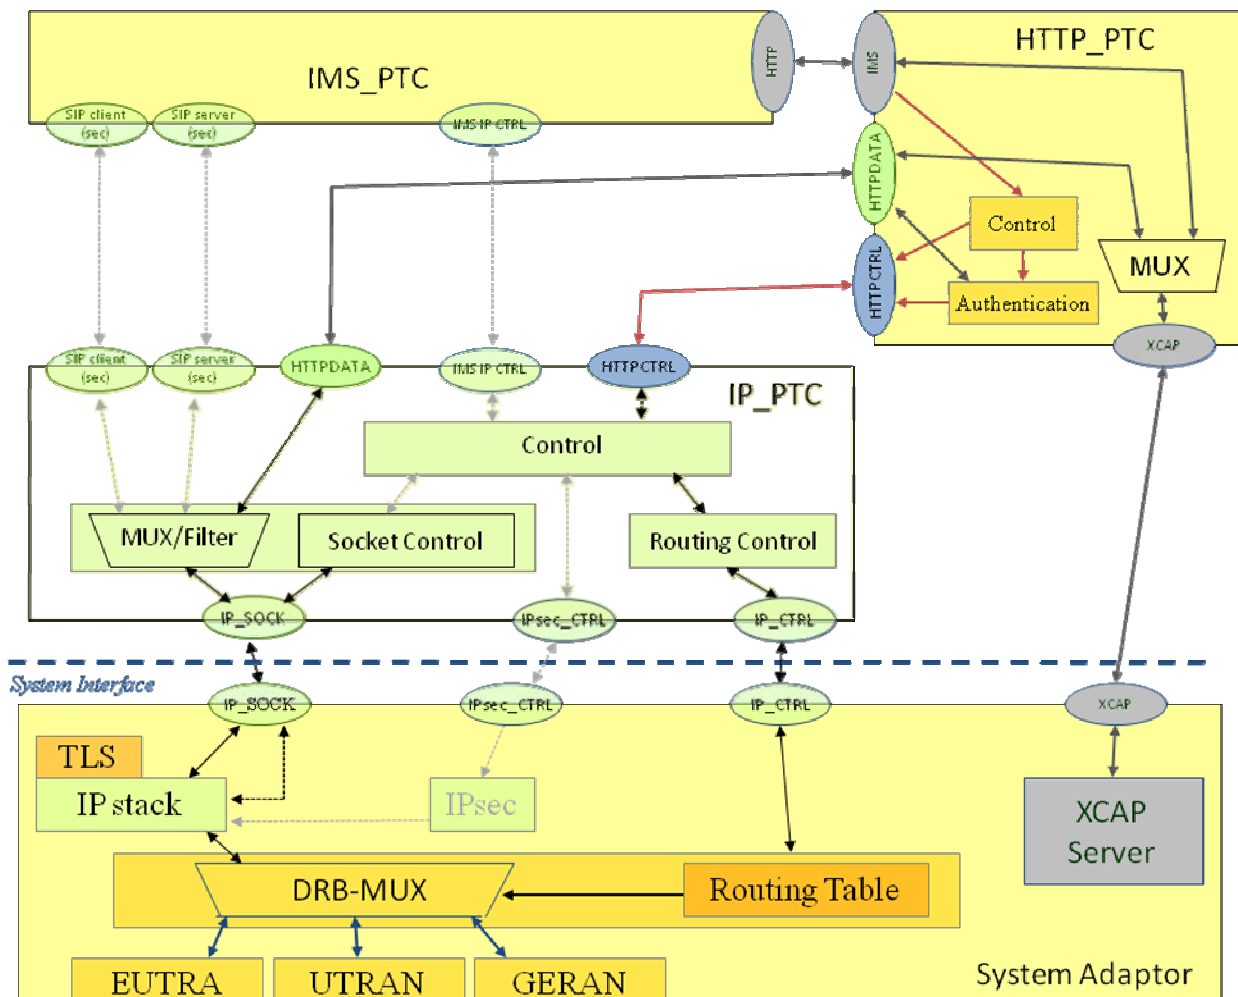 HTTP_PTC
HTTP
IMS
IMS_PTC
SIP client
(sec)
SIP server
(sec)
IMS IP CTRL
HTTPDATA
Control
HTTPCTRL
MUX
Authentication
XCAP
SIP client
(sec)
SIP server
(sec)
HTTPDATA
IMS IP CTRL
HTTPCTRL
IP_PTC
Control
MUX/Filter
Socket Control
Routing Control
IP_SOCK
IPsec_CTRL
IP_CTRL
System Interface
IP_SOCK
IPsec_CTRL
IP_CTRL
XCAP
TLS
IP stack
IPsec
XCAP
Server
DRB-MUX
Routing Table
EUTRA
UTRAN
GERAN
System Adaptor